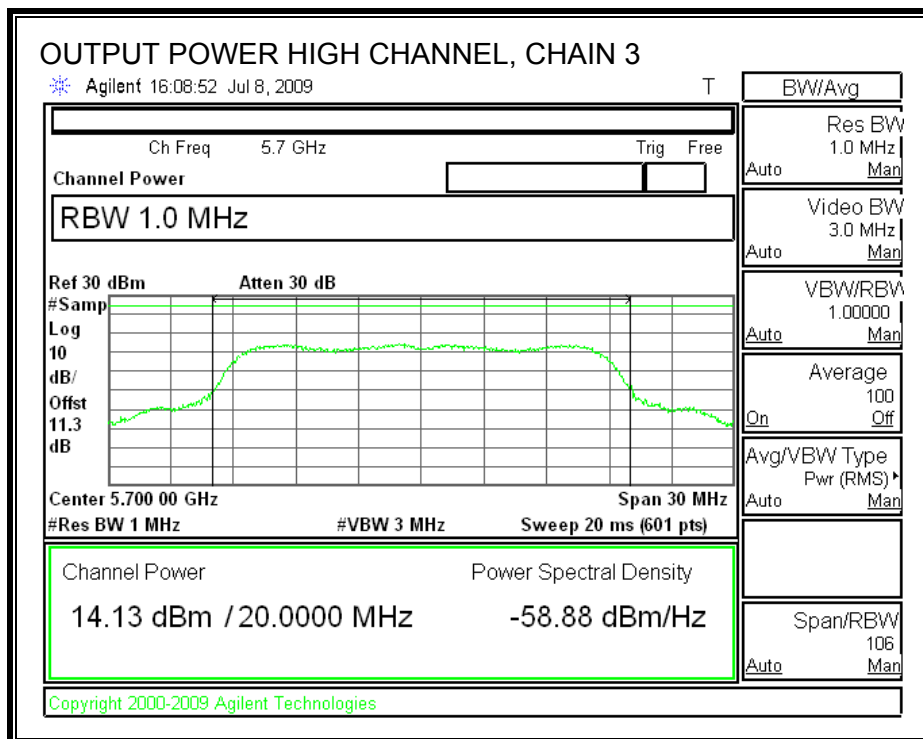 OUTPUT POWER HIGH CHANNEL, CHAIN 3
Agilent 16:08:52 Jul 8, 2009 T
BW/Avg
Ch Freq 5.7 GHz Trig Free
Channel Power
RBW 1.0 MHz
Ref 30 dBm Atten 30 dB
#Samp
Log
10
dB/
Offst
11.3
dB
Center 5.700 00 GHz Span 30 MHz
#Res BW 1 MHz #VBW 3 MHz Sweep 20 ms (601 pts)
Channel Power Power Spectral Density
14.13 dBm / 20.0000 MHz -58.88 dBm/Hz
Copyright 2000-2009 Agilent Technologies
Res BW
1.0 MHz
Auto Man
Video BW
3.0 MHz
Auto Man
VBW/RBW
1.00000
Auto Man
Average
100
On Off
Avg/VBW Type
Pwr (RMS)
Auto Man
Span/RBW
106
Auto Man